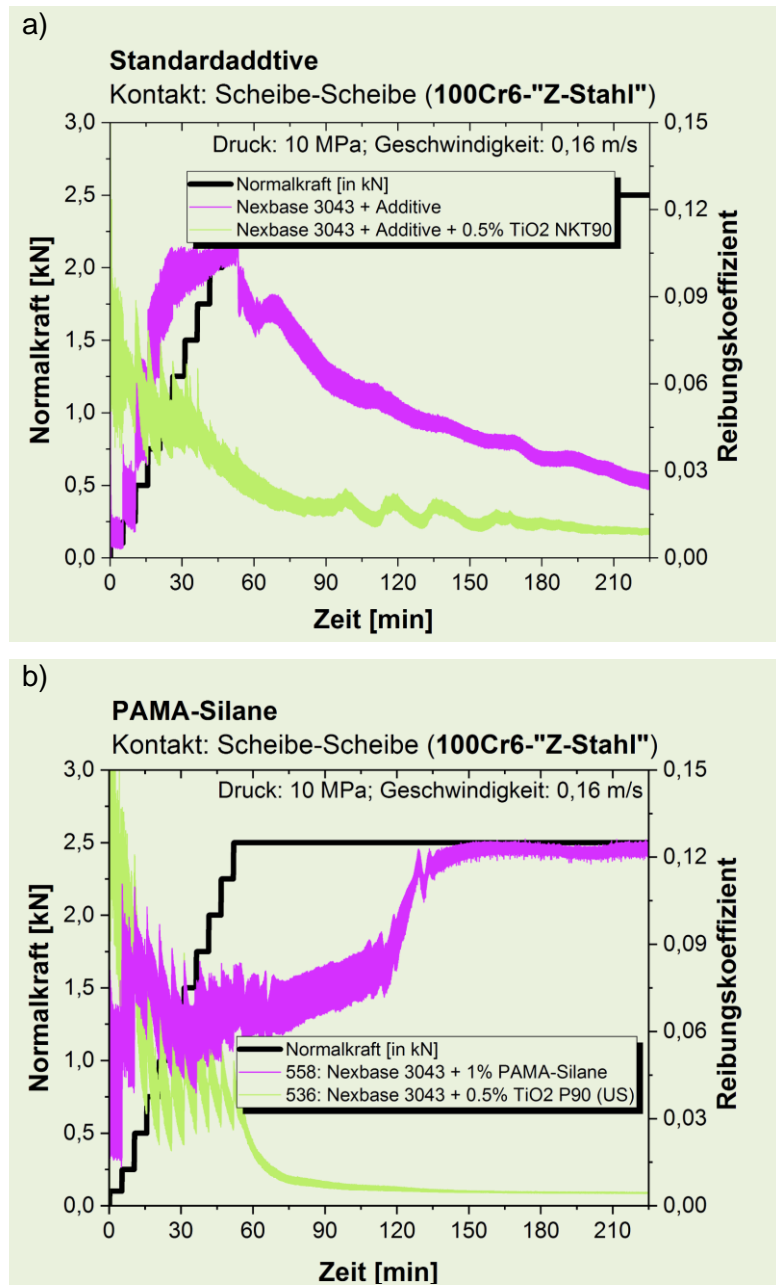 a)
Standardaddtive
Kontakt: Scheibe-Scheibe (100Cr6-"Z-Stahl")
Druck: 10 MPa; Geschwindigkeit: 0,16 m/s
Normalkraft [in kN]
Nexbase 3043 + Additive
Nexbase 3043 + Additive + 0.5% TiO2 NKT90
Normalkraft [kN]
3,0
2,5
2,0
1,5
1,0
0,5
0,0
0,15
0,12
0,09
0,06
0,03
0,00
Reibungskoeffizient
0 30 60 90 120 150 180 210
Zeit [min]
b)
PAMA-Silane
Kontakt: Scheibe-Scheibe (100Cr6-"Z-Stahl")
Druck: 10 MPa; Geschwindigkeit: 0,16 m/s
Normalkraft [kN]
3,0
2,5
2,0
1,5
1,0
0,5
0,0
Normalkraft [in kN]
558: Nexbase 3043 + 1% PAMA-Silane
536: Nexbase 3043 + 0.5% TiO2 P90 (US)
0,15
0,12
0,09
0,06
0,03
0,00
Reibungskoeffizient
0 30 60 90 120 150 180 210
Zeit [min]